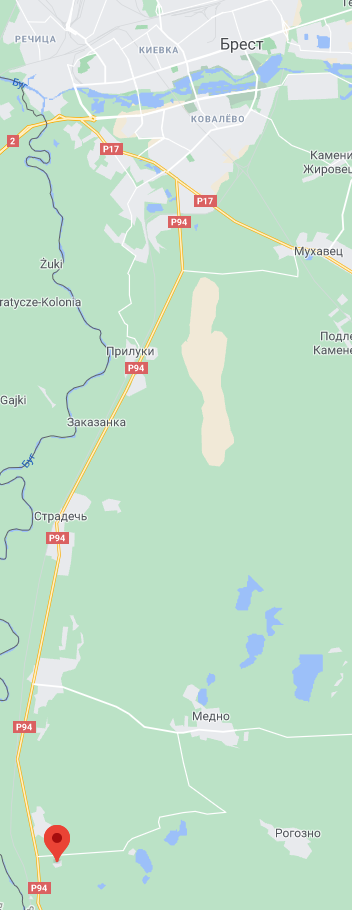 РЕЧИЦА
КИЕВКА
Брест
Буг
КОВАЛЁВО
2
P17
Камени
Жировец
P17
P94
Мухавец
Żuki
ratycze-Kolonia
Подле
Камене
Прилуки
P94
Gajki
Заказанка
Буг
Страдечь
P94
Медно
P94
Рогозно
P94